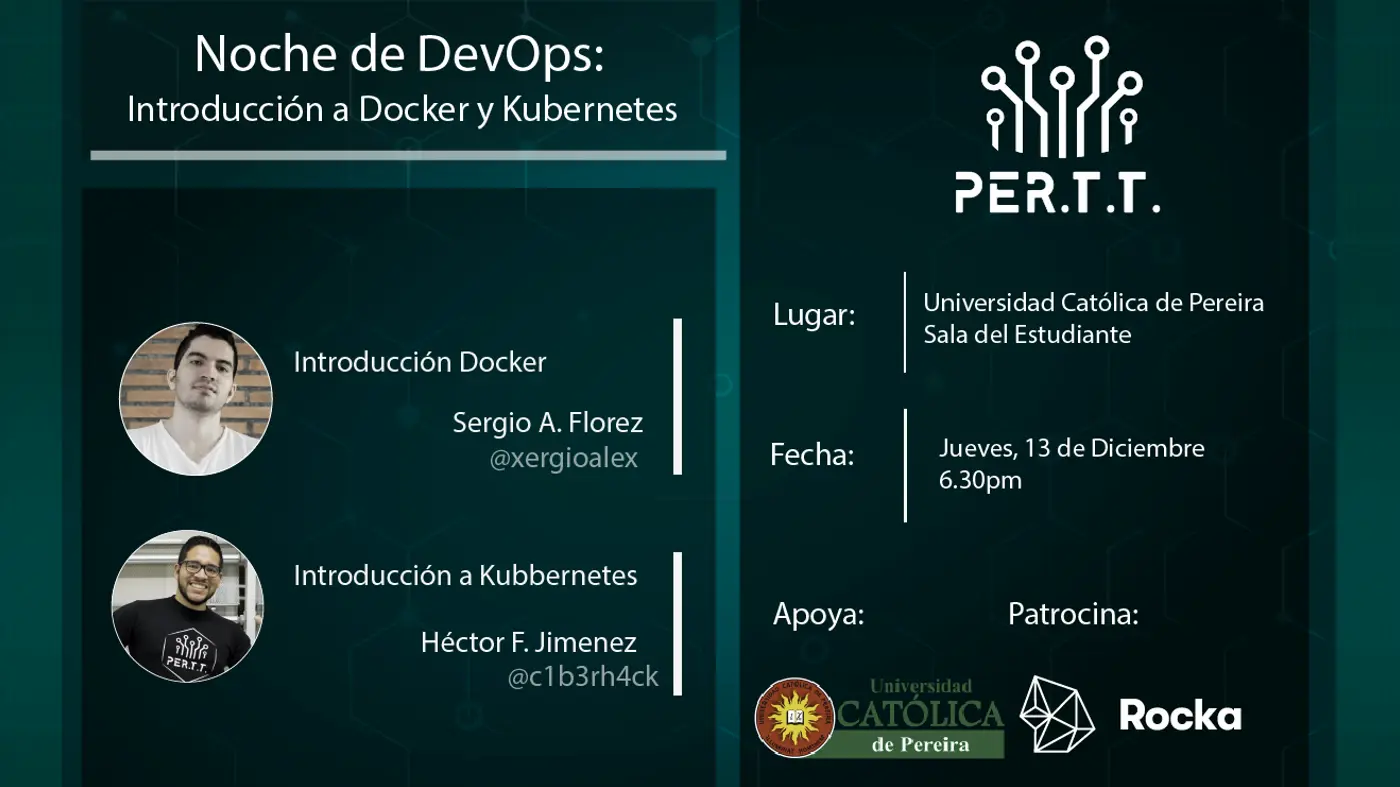 Noche de DevOps:
Introducción a Docker y Kubernetes
Introducción Docker
Sergio A. Florez
@xergioalex
Introducción a Kubbernetes
PER.T.T.
Héctor F. Jimenez
@c1b3rh4ck
PER.T.T.
Lugar:
Universidad Católica de Pereira
Sala del Estudiante
Fecha:
Jueves, 13 de Diciembre
6.30pm
Apoya:
Universidad
CATÓLICA
de Pereira
Patrocina:
Rocka